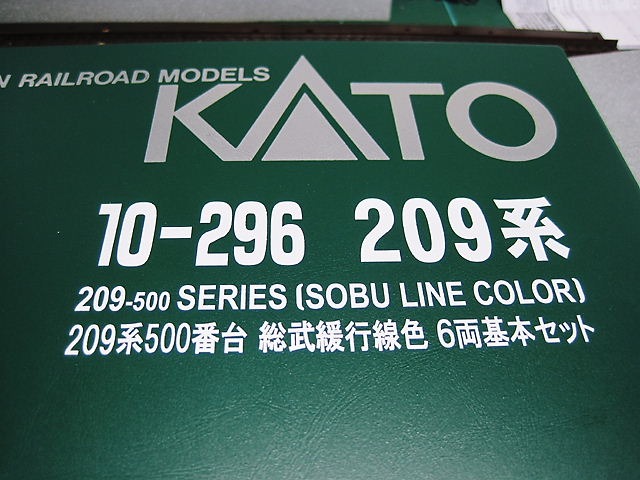 N RAILROAD MODELS
KATO
10-296 209系
209-500 SERIES (SOBU LINE COLOR)
209系500番台 総武緩行線色 6両基本セット